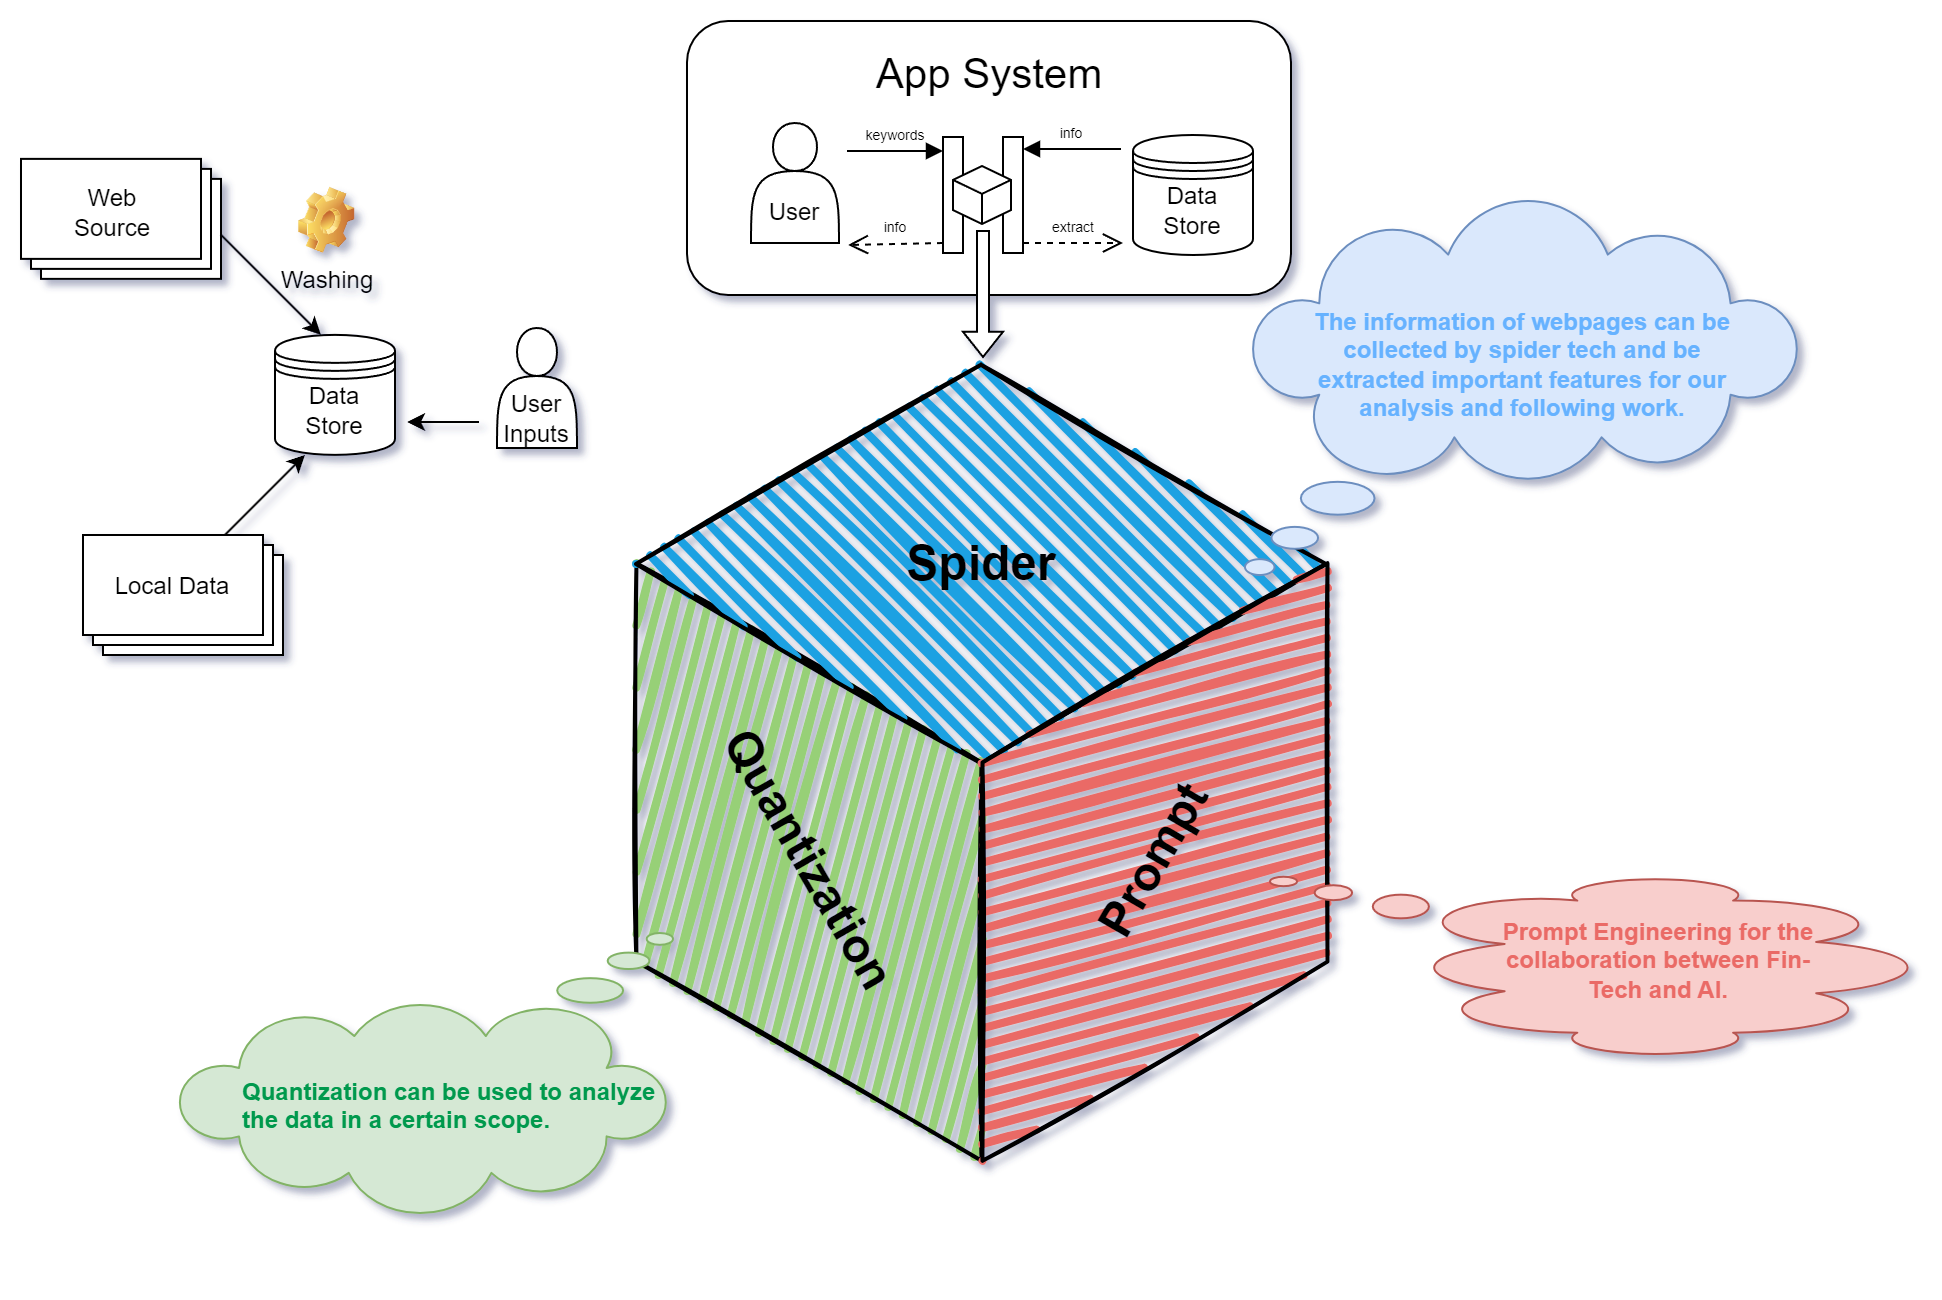 App System
keywords
info
User
Data
Store
info
extract
Web
Source
Washing
Data
Store
User
Inputs
Local Data
The information of webpages can be
collected by spider tech and be
extracted important features for our
analysis and following work.
Spider
Quantization
Prompt
Prompt Engineering for the
collaboration between Fin-
Tech and AI.
Quantization can be used to analyze
the data in a certain scope.